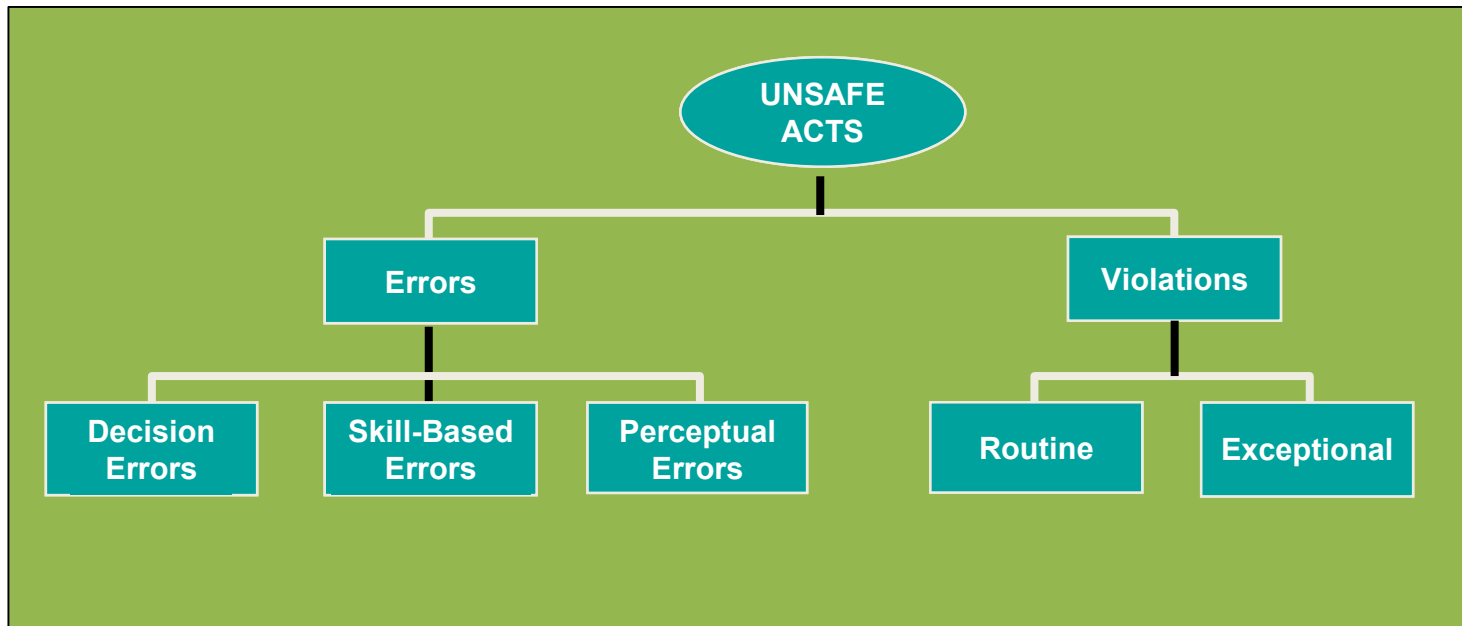 UNSAFE
ACTS
Errors
Violations
Decision
Errors
Skill-Based
Errors
Perceptual
Errors
Routine
Exceptional